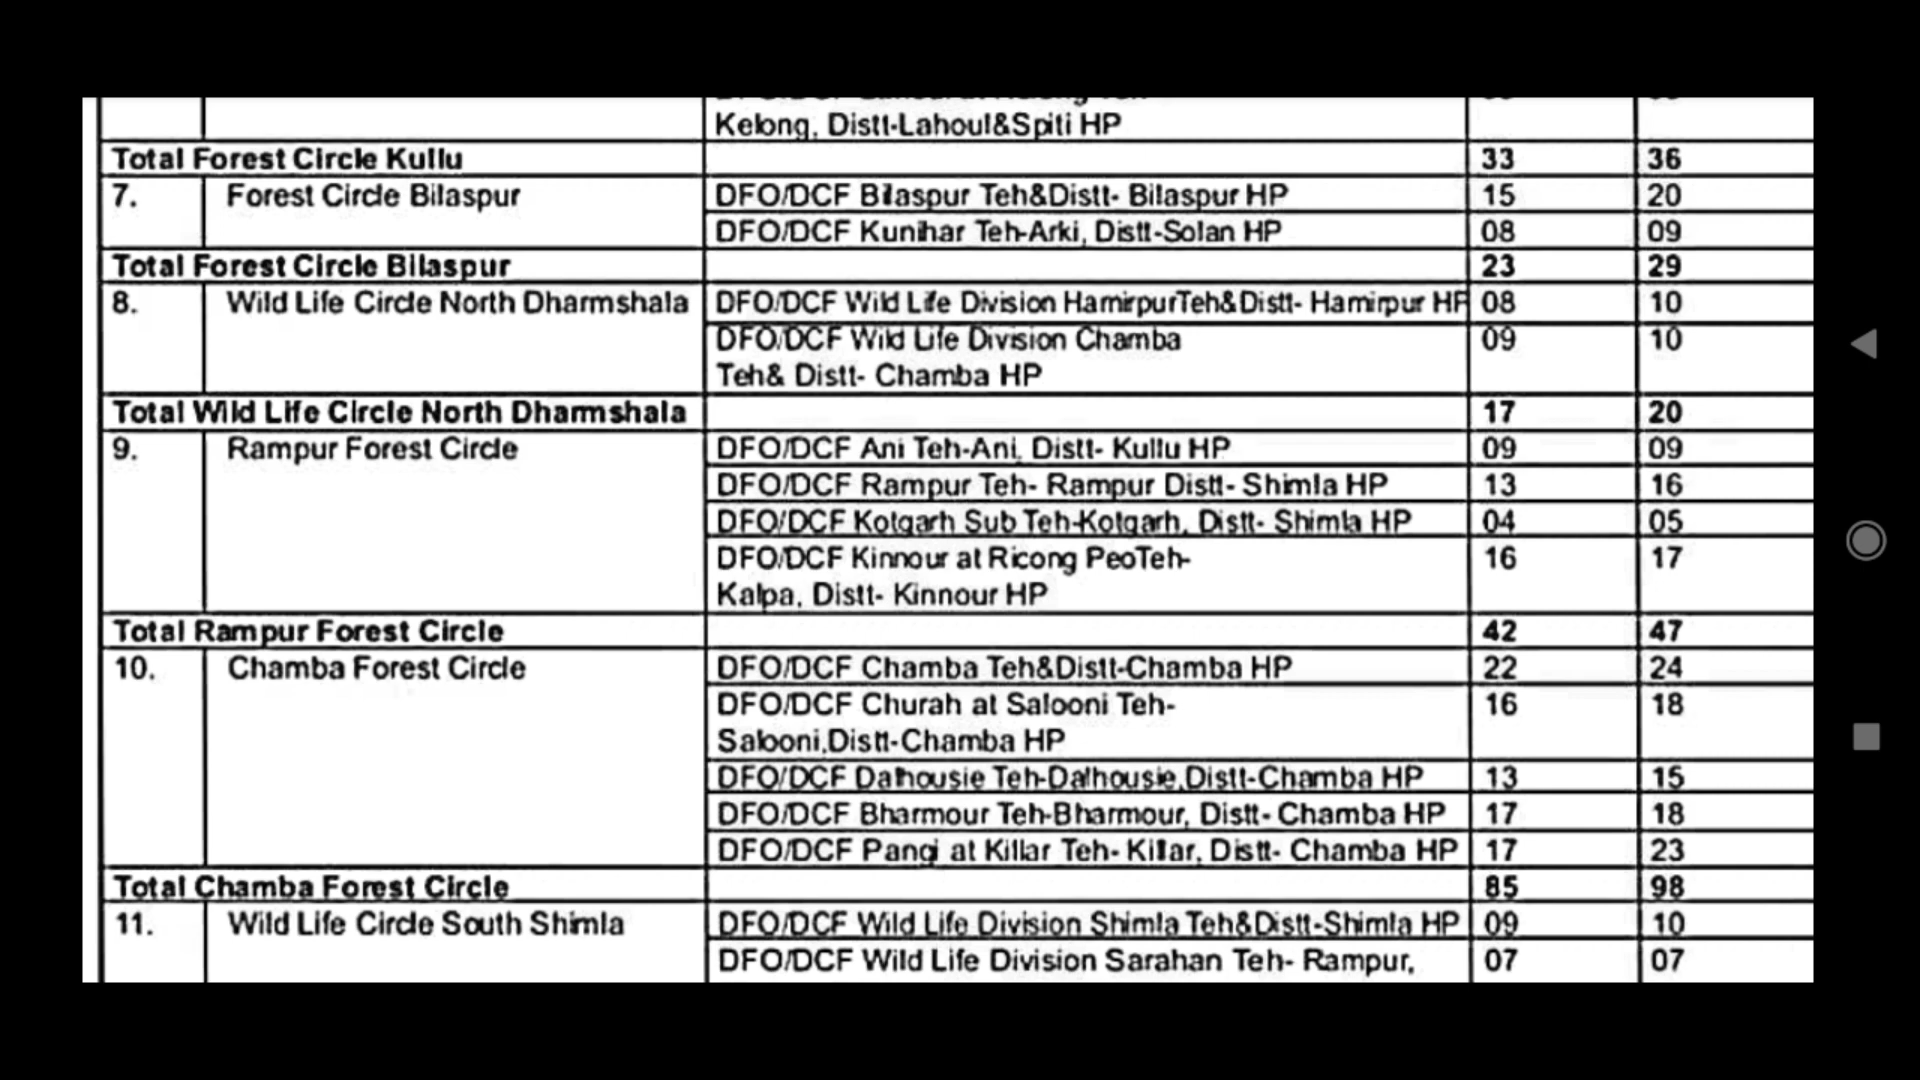 Kelong, Distt-Lahoul&Spiti HP
Total Forest Circle Kullu 33 36
7. Forest Circle Bilaspur DFO/DCF Bilaspur Teh&Distt- Bilaspur HP 15 20
DFO/DCF Kunihar Teh-Arki, Distt-Solan HP 08 09
Total Forest Circle Bilaspur 23 29
8. Wild Life Circle North Dharmshala DFO/DCF Wild Life Division HamirpurTeh&Distt- Hamirpur HP 08 10
DFO/DCF Wild Life Division Chamba 09 10
Teh& Distt- Chamba HP
Total Wild Life Circle North Dharmshala 17 20
9. Rampur Forest Circle DFO/DCF Ani Teh-Ani, Distt- Kullu HP 09 09
DFO/DCF Rampur Teh- Rampur Distt- Shimla HP 13 16
DFO/DCF Kotgarh Sub Teh-Kotgarh, Distt- Shimla HP 04 05
DFO/DCF Kinnour at Ricong PeoTeh- 16 17
Kalpa, Distt- Kinnour HP
Total Rampur Forest Circle 42 47
10. Chamba Forest Circle DFO/DCF Chamba Teh&Distt-Chamba HP 22 24
DFO/DCF Churah at Salooni Teh- 16 18
Salooni,Distt-Chamba HP
DFO/DCF Dalhousie Teh-Dalhousie,Distt-Chamba HP 13 15
DFO/DCF Bharmour Teh-Bharmour, Distt- Chamba HP 17 18
DFO/DCF Pangi at Killar Teh- Killar, Distt- Chamba HP 17 23
Total Chamba Forest Circle 85 98
11. Wild Life Circle South Shimla DFO/DCF Wild Life Division Shimla Teh&Distt-Shimla HP 09 10
DFO/DCF Wild Life Division Sarahan Teh- Rampur, 07 07